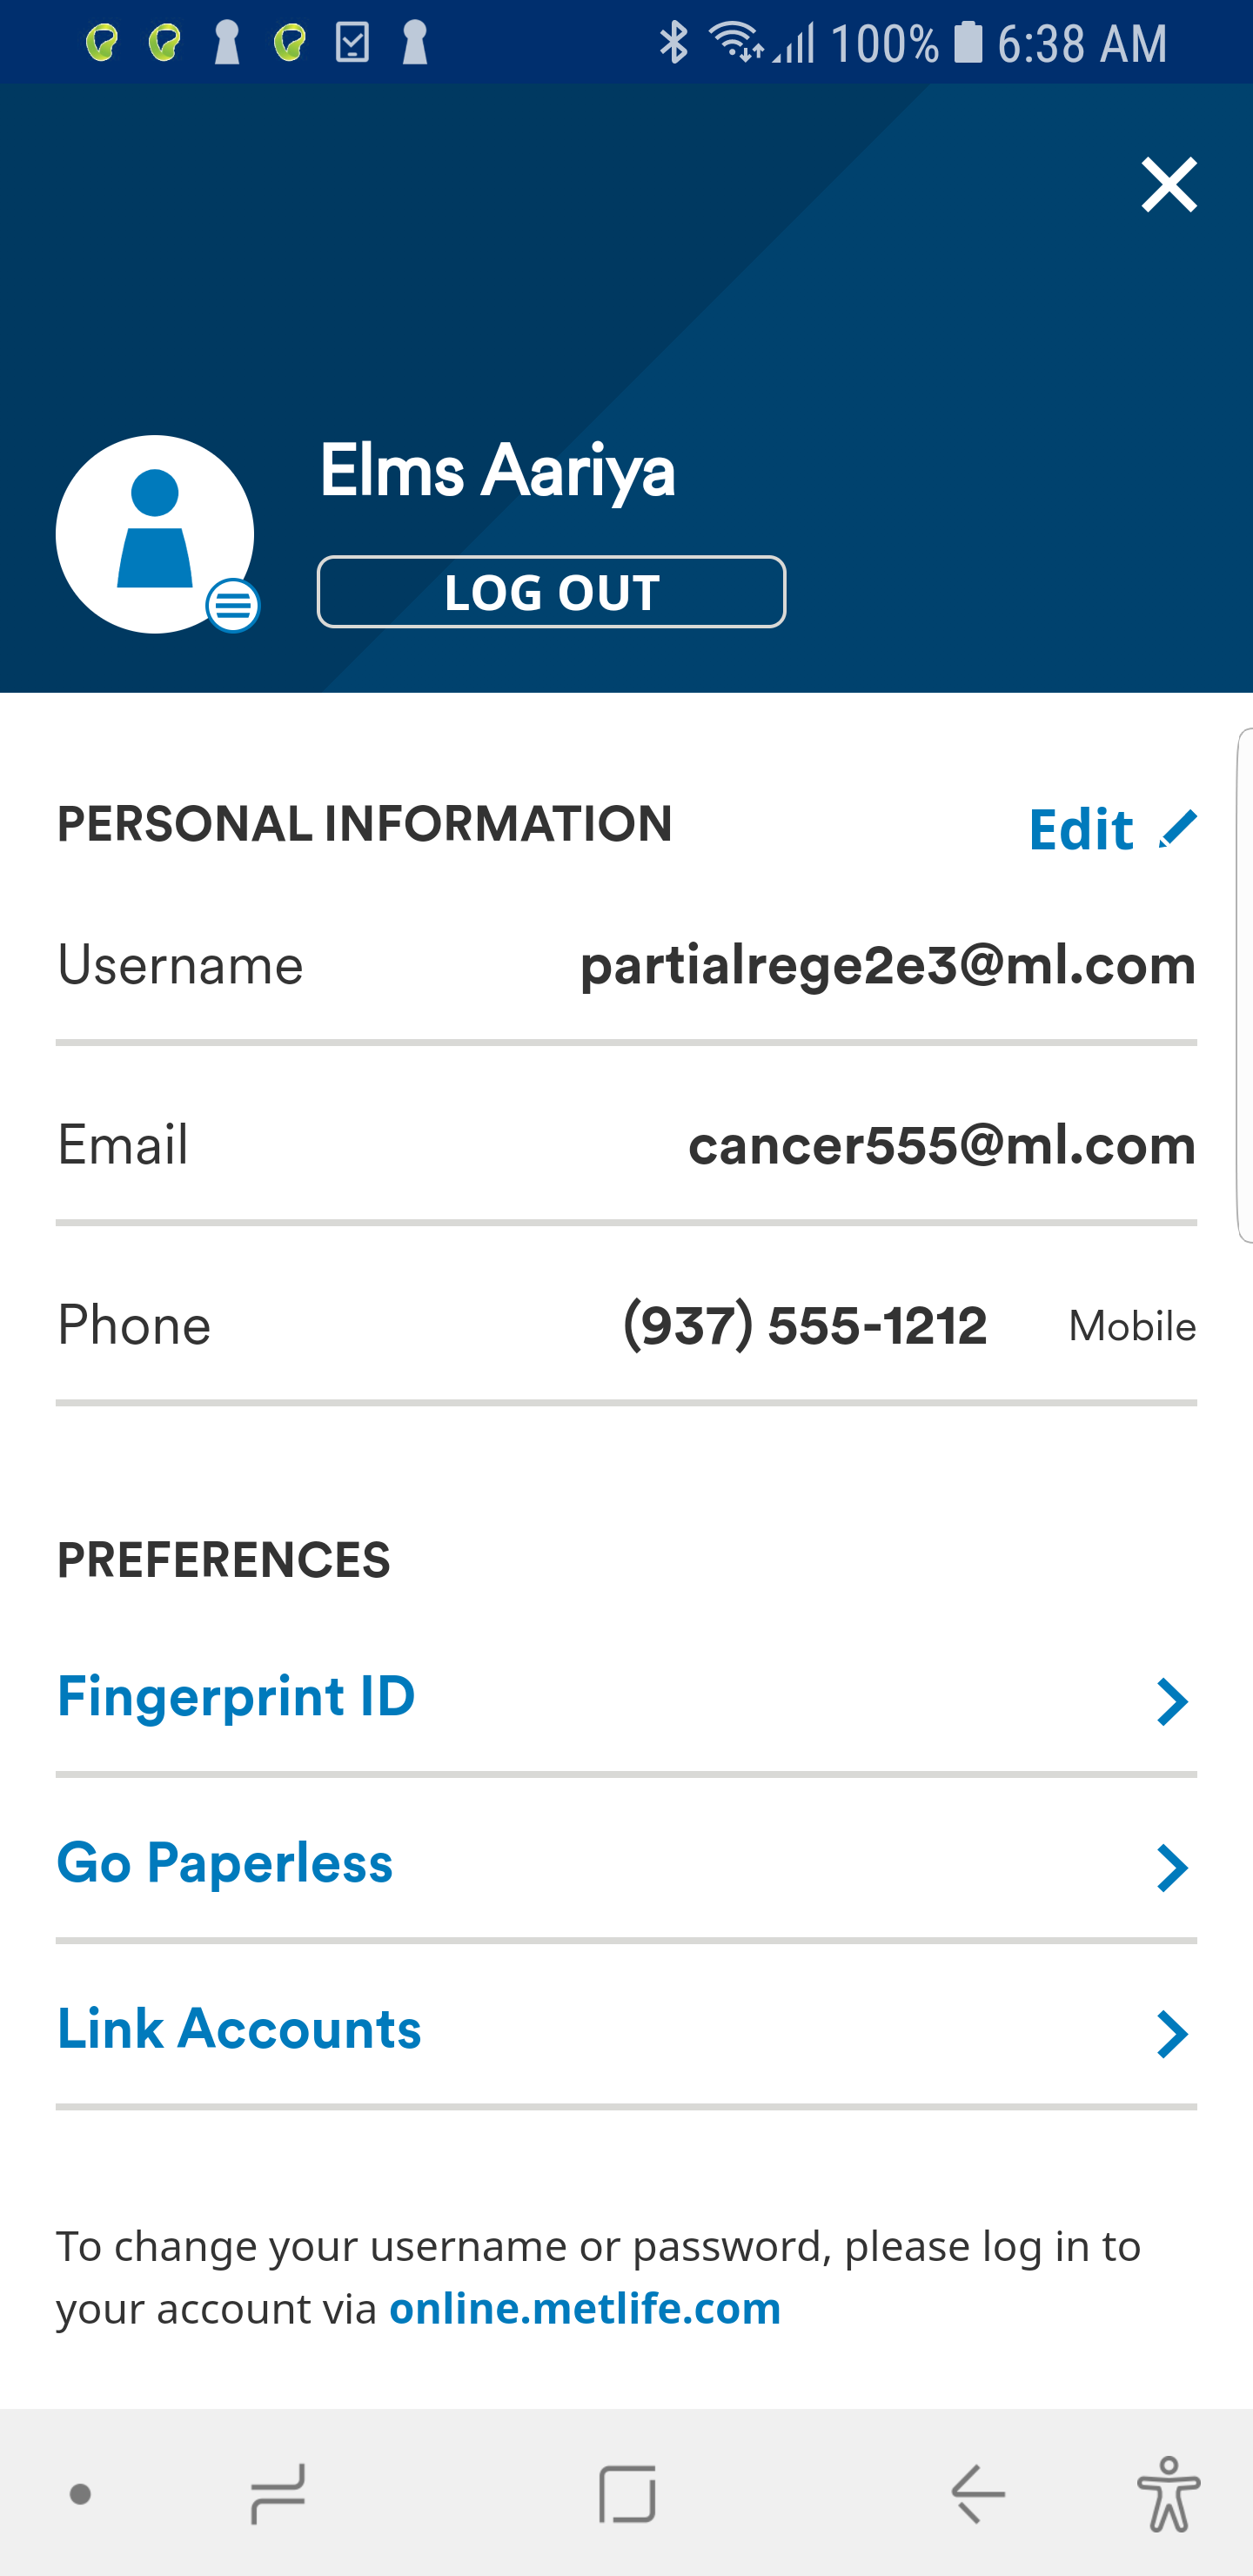 100% 6:38 AM
Elms Aariya
LOG OUT
PERSONAL INFORMATION Edit
Username partialrege2e3@ml.com
Email cancer555@ml.com
Phone (937) 555-1212 Mobile
PREFERENCES
Fingerprint ID
Go Paperless
Link Accounts
To change your username or password, please log in to
your account via online.metlife.com